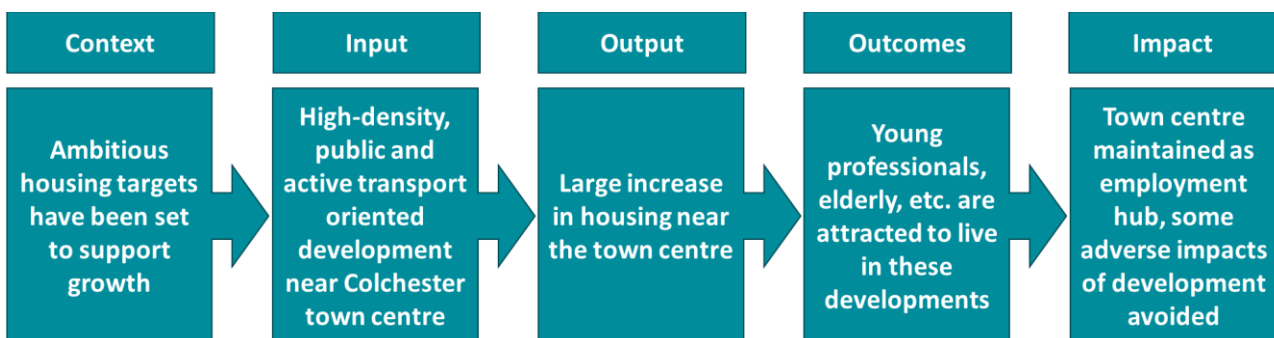 Context
Ambitious
housing targets
have been set
to support
growth
Input
High-density,
public and
active transport
oriented
development
near Colchester
town centre
Output
Large increase
in housing near
the town centre
Outcomes
Young
professionals,
elderly, etc. are
attracted to live
in these
developments
Impact
Town centre
maintained as
employment
hub, some
adverse impacts
of development
avoided